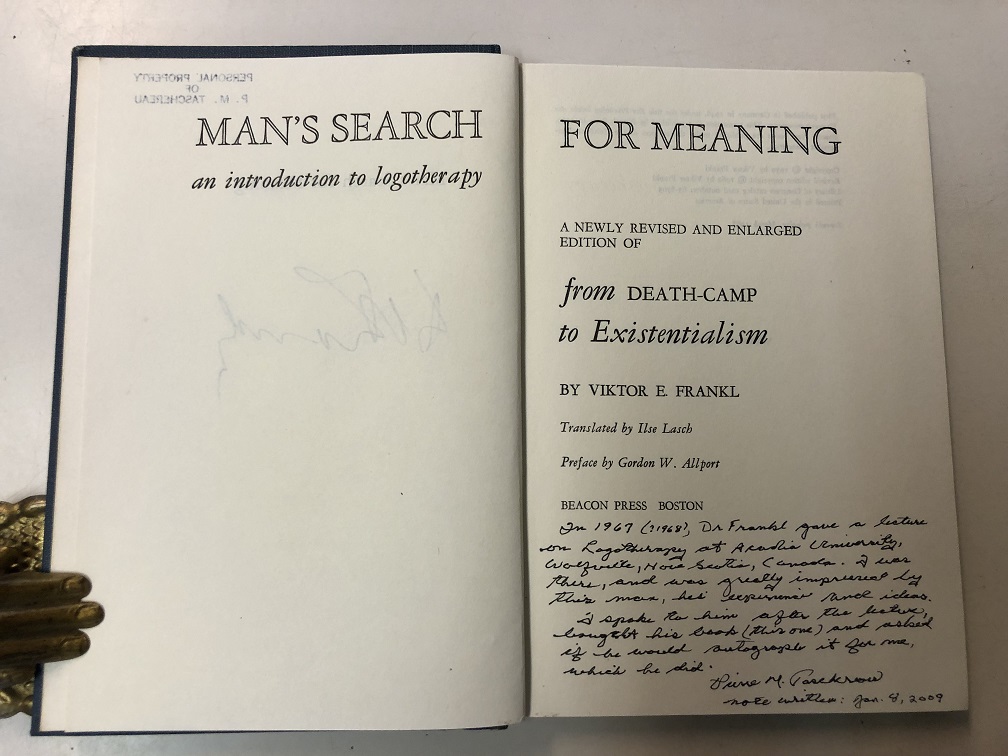 PERSONAL PROPERTY
OF
P. M. TASCHEREAU
MAN'S SEARCH
an introduction to logotherapy
FOR MEANING
A NEWLY REVISED AND ENLARGED
EDITION OF
from DEATH-CAMP
to Existentialism
BY VIKTOR E. FRANKL
Translated by Ilse Lasch
Preface by Gordon W. Allport
BEACON PRESS BOSTON
In 1967 (?1968?), Dr Frankl gave a lecture
on Logotherapy at Acadia University,
Wolfville, Nova Scotia, Canada. I was
there, and was greatly impressed by
this man, his experience and ideas.
I spoke to him after the lecture,
bought his book (this one) and asked
if he would autograph it for me,
which he did.
Pierre M. Taschereau
note written: Jan. 8, 2009